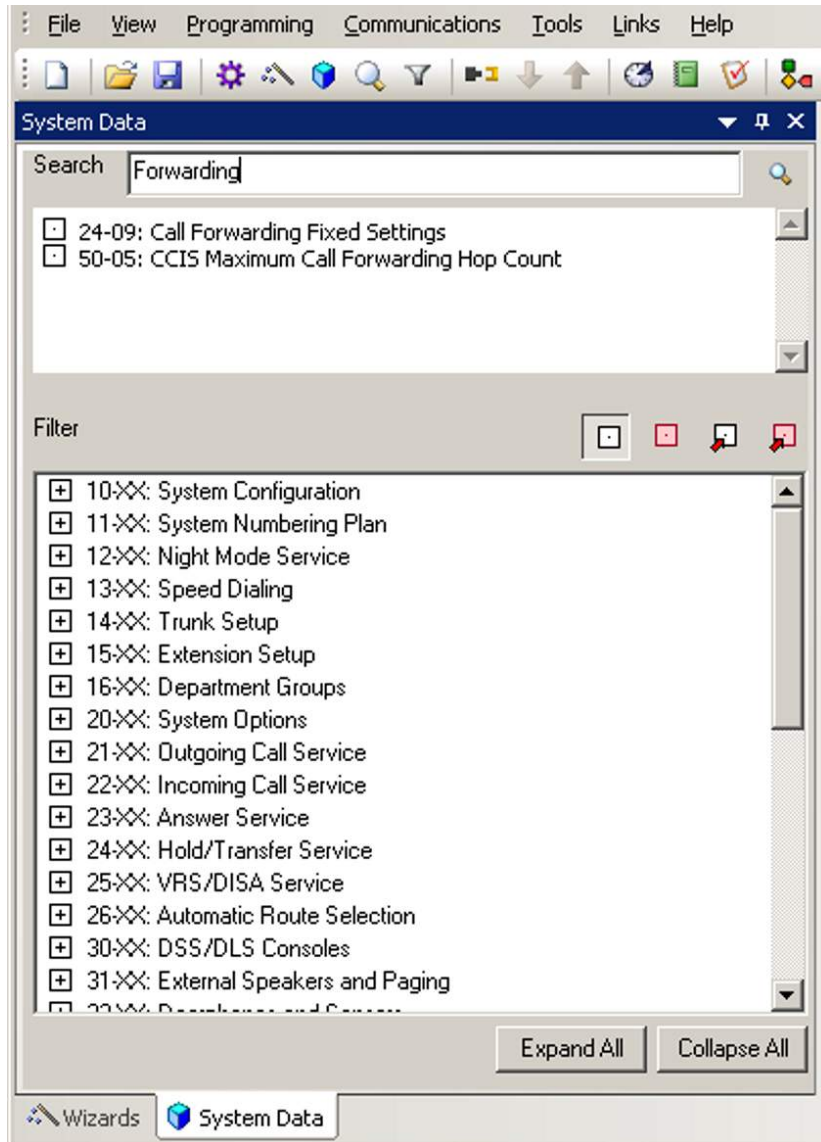 File View Programming Communications Tools Links Help
System Data
Search Forwarding
24-09: Call Forwarding Fixed Settings
50-05: CCIS Maximum Call Forwarding Hop Count
Filter
10-XX: System Configuration
11-XX: System Numbering Plan
12-XX: Night Mode Service
13-XX: Speed Dialing
14-XX: Trunk Setup
15-XX: Extension Setup
16-XX: Department Groups
20-XX: System Options
21-XX: Outgoing Call Service
22-XX: Incoming Call Service
23-XX: Answer Service
24-XX: Hold/Transfer Service
25-XX: VRS/DISA Service
26-XX: Automatic Route Selection
30-XX: DSS/DLS Consoles
31-XX: External Speakers and Paging
Expand All Collapse All
Wizards System Data